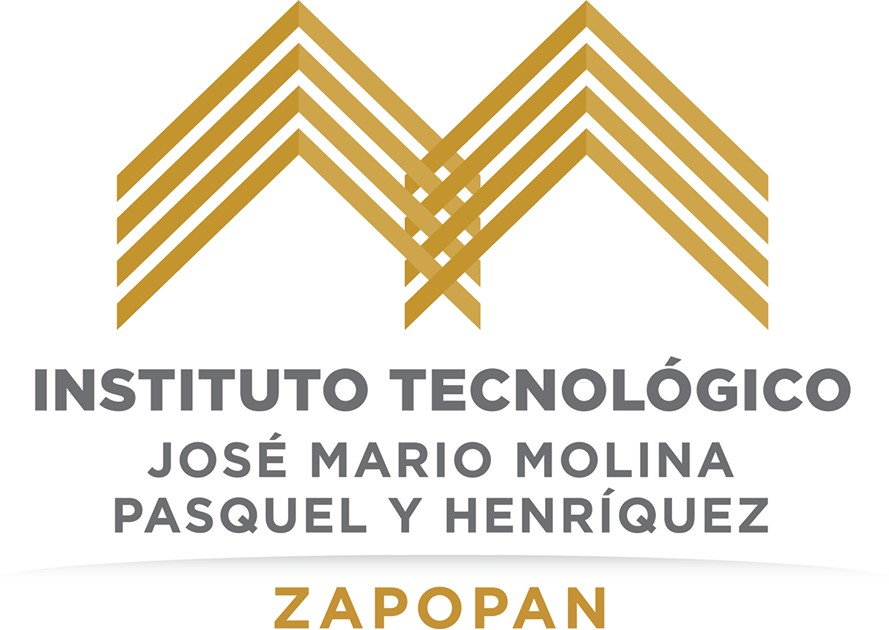 INSTITUTO TECNOLÓGICO
JOSÉ MARIO MOLINA
PASQUEL Y HENRÍQUEZ
ZAPOPAN